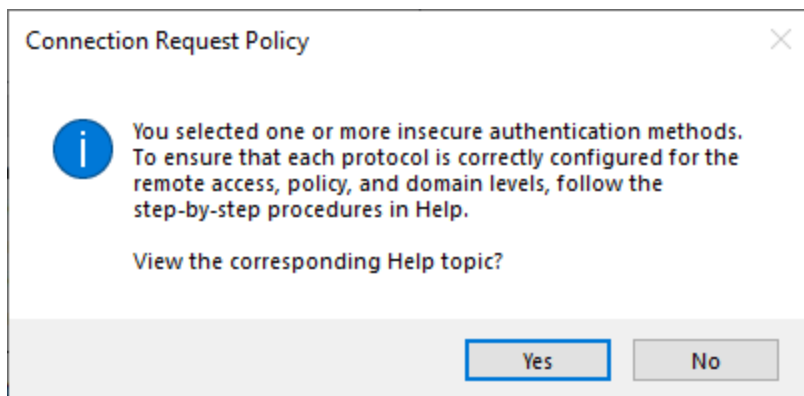 Connection Request Policy
You selected one or more insecure authentication methods.
To ensure that each protocol is correctly configured for the
remote access, policy, and domain levels, follow the
step-by-step procedures in Help.
View the corresponding Help topic?
Yes
No